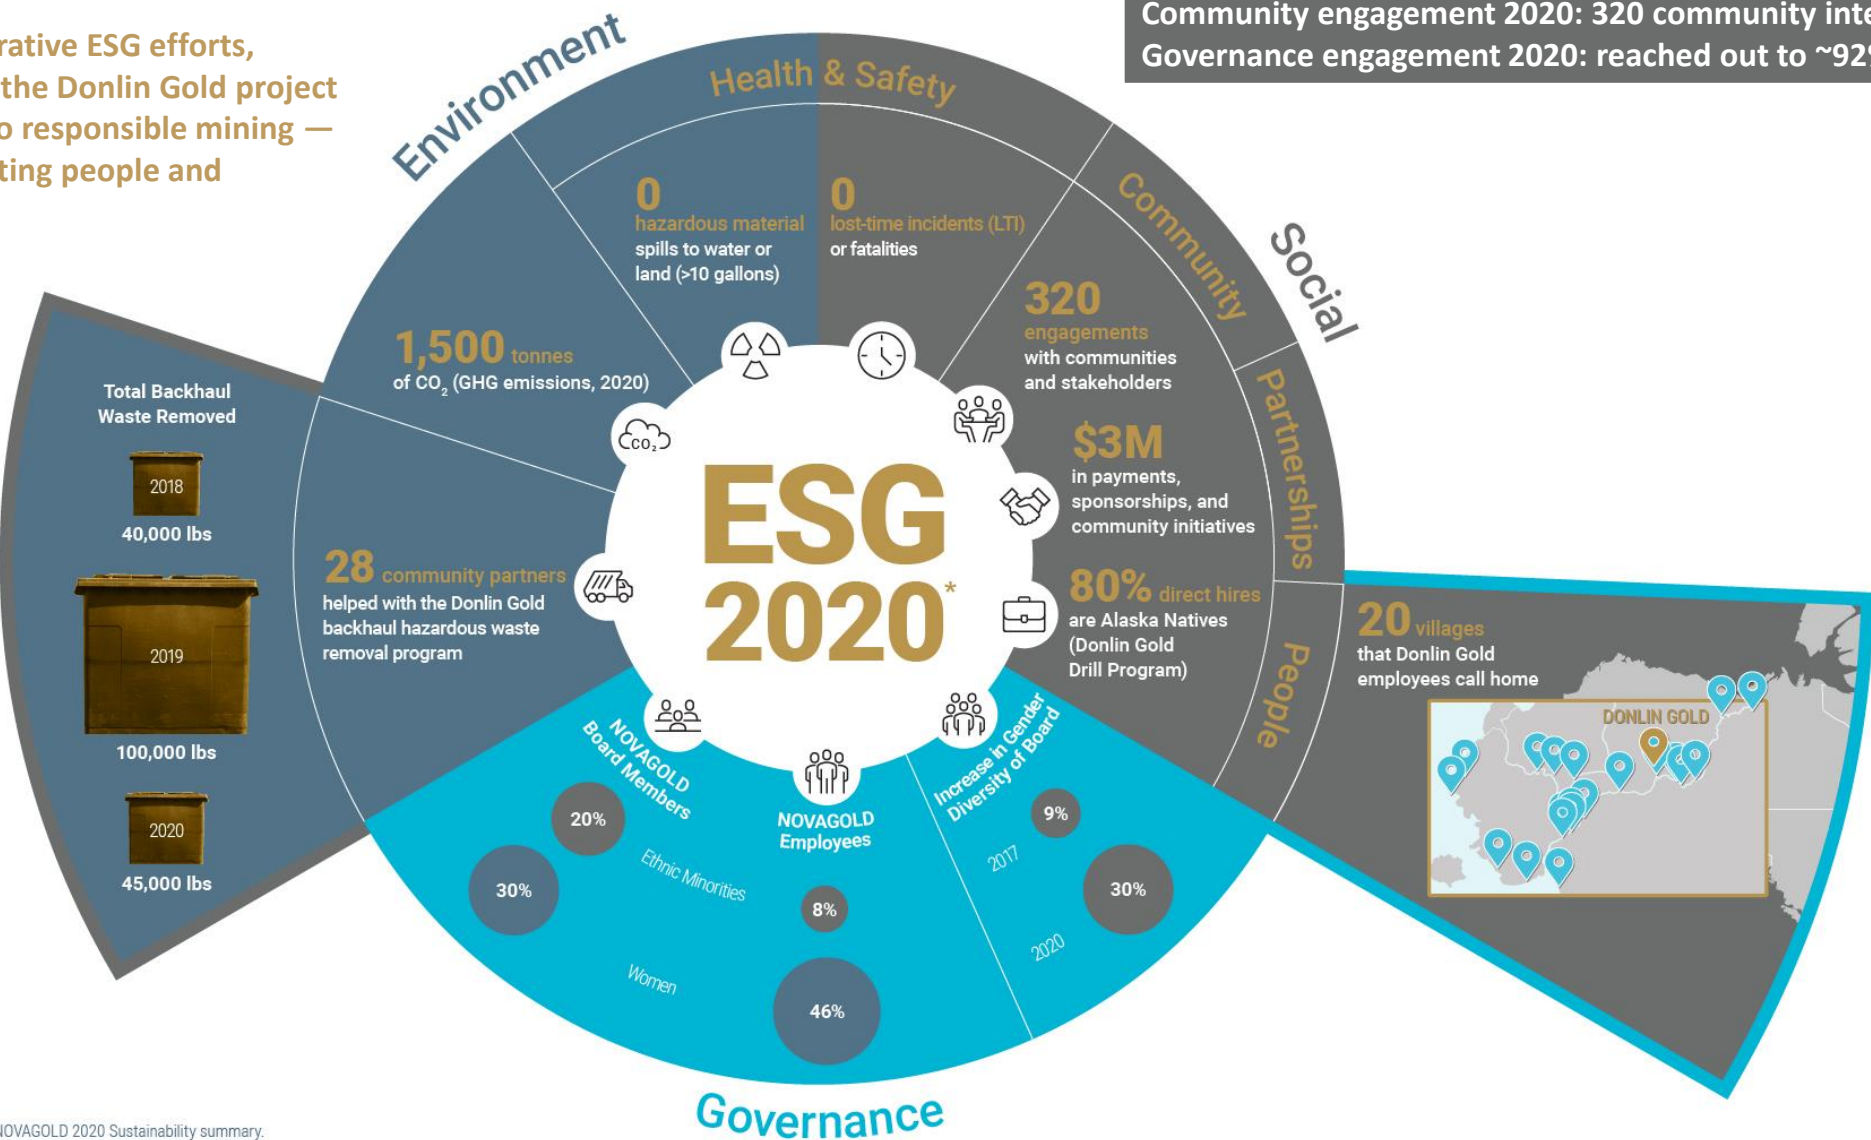 rative ESG efforts,
the Donlin Gold project
o responsible mining —
ting people and
Community engagement 2020: 320 community inte
Governance engagement 2020: reached out to ~929
Environment
Health & Safety
Community
Social
Partnerships
People
0
hazardous material
spills to water or
land (>10 gallons)
0
lost-time incidents (LTI)
or fatalities
1,500 tonnes
of CO₂ (GHG emissions, 2020)
320
engagements
with communities
and stakeholders
$3M
in payments,
sponsorships, and
community initiatives
80% direct hires
are Alaska Natives
(Donlin Gold
Drill Program)
Total Backhaul
Waste Removed
2018
40,000 lbs
2019
100,000 lbs
2020
45,000 lbs
28 community partners
helped with the Donlin Gold
backhaul hazardous waste
removal program
CO₂
ESG
2020*
20 villages
that Donlin Gold
employees call home
DONLIN GOLD
NOVAGOLD
Board Members
20%
30%
Ethnic Minorities
Women
NOVAGOLD
Employees
8%
46%
Increase in Gender
Diversity of Board
9%
2017
30%
2020
Governance
NOVAGOLD 2020 Sustainability summary.